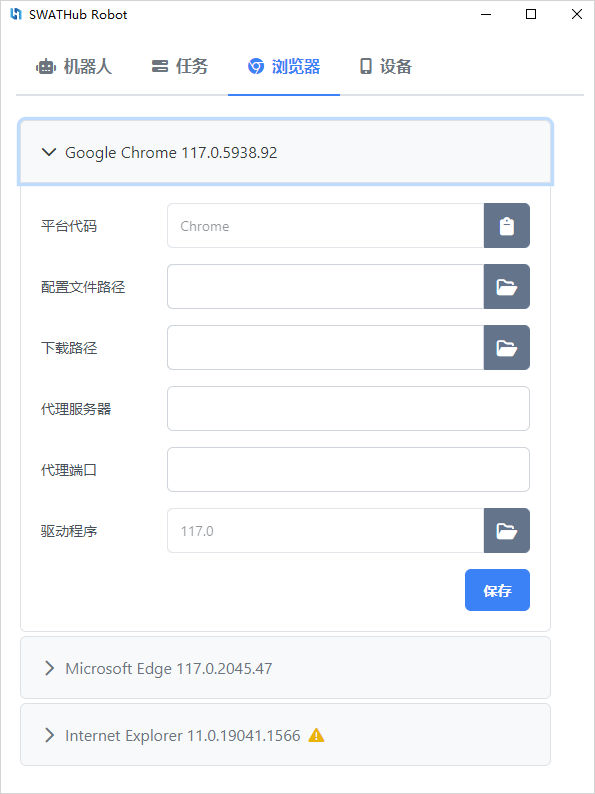 SWATHub Robot
机器人 任务 浏览器 设备
Google Chrome 117.0.5938.92
平台代码 Chrome
配置文件路径
下载路径
代理服务器
代理端口
驱动程序 117.0
保存
Microsoft Edge 117.0.2045.47
Internet Explorer 11.0.19041.1566